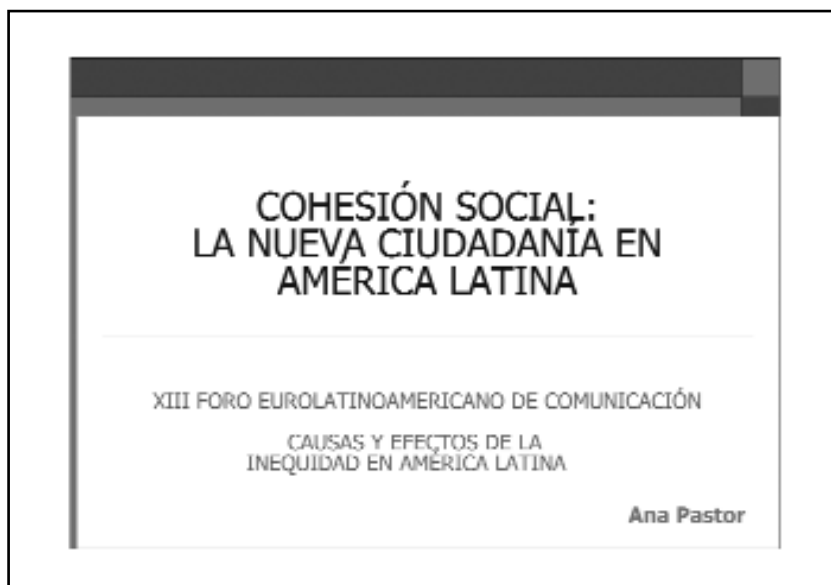 COHESIÓN SOCIAL:
LA NUEVA CIUDADANÍA EN
AMÉRICA LATINA
XIII FORO EUROLATINOAMERICANO DE COMUNICACIÓN
CAUSAS Y EFECTOS DE LA
INEQUIDAD EN AMÉRICA LATINA
Ana Pastor